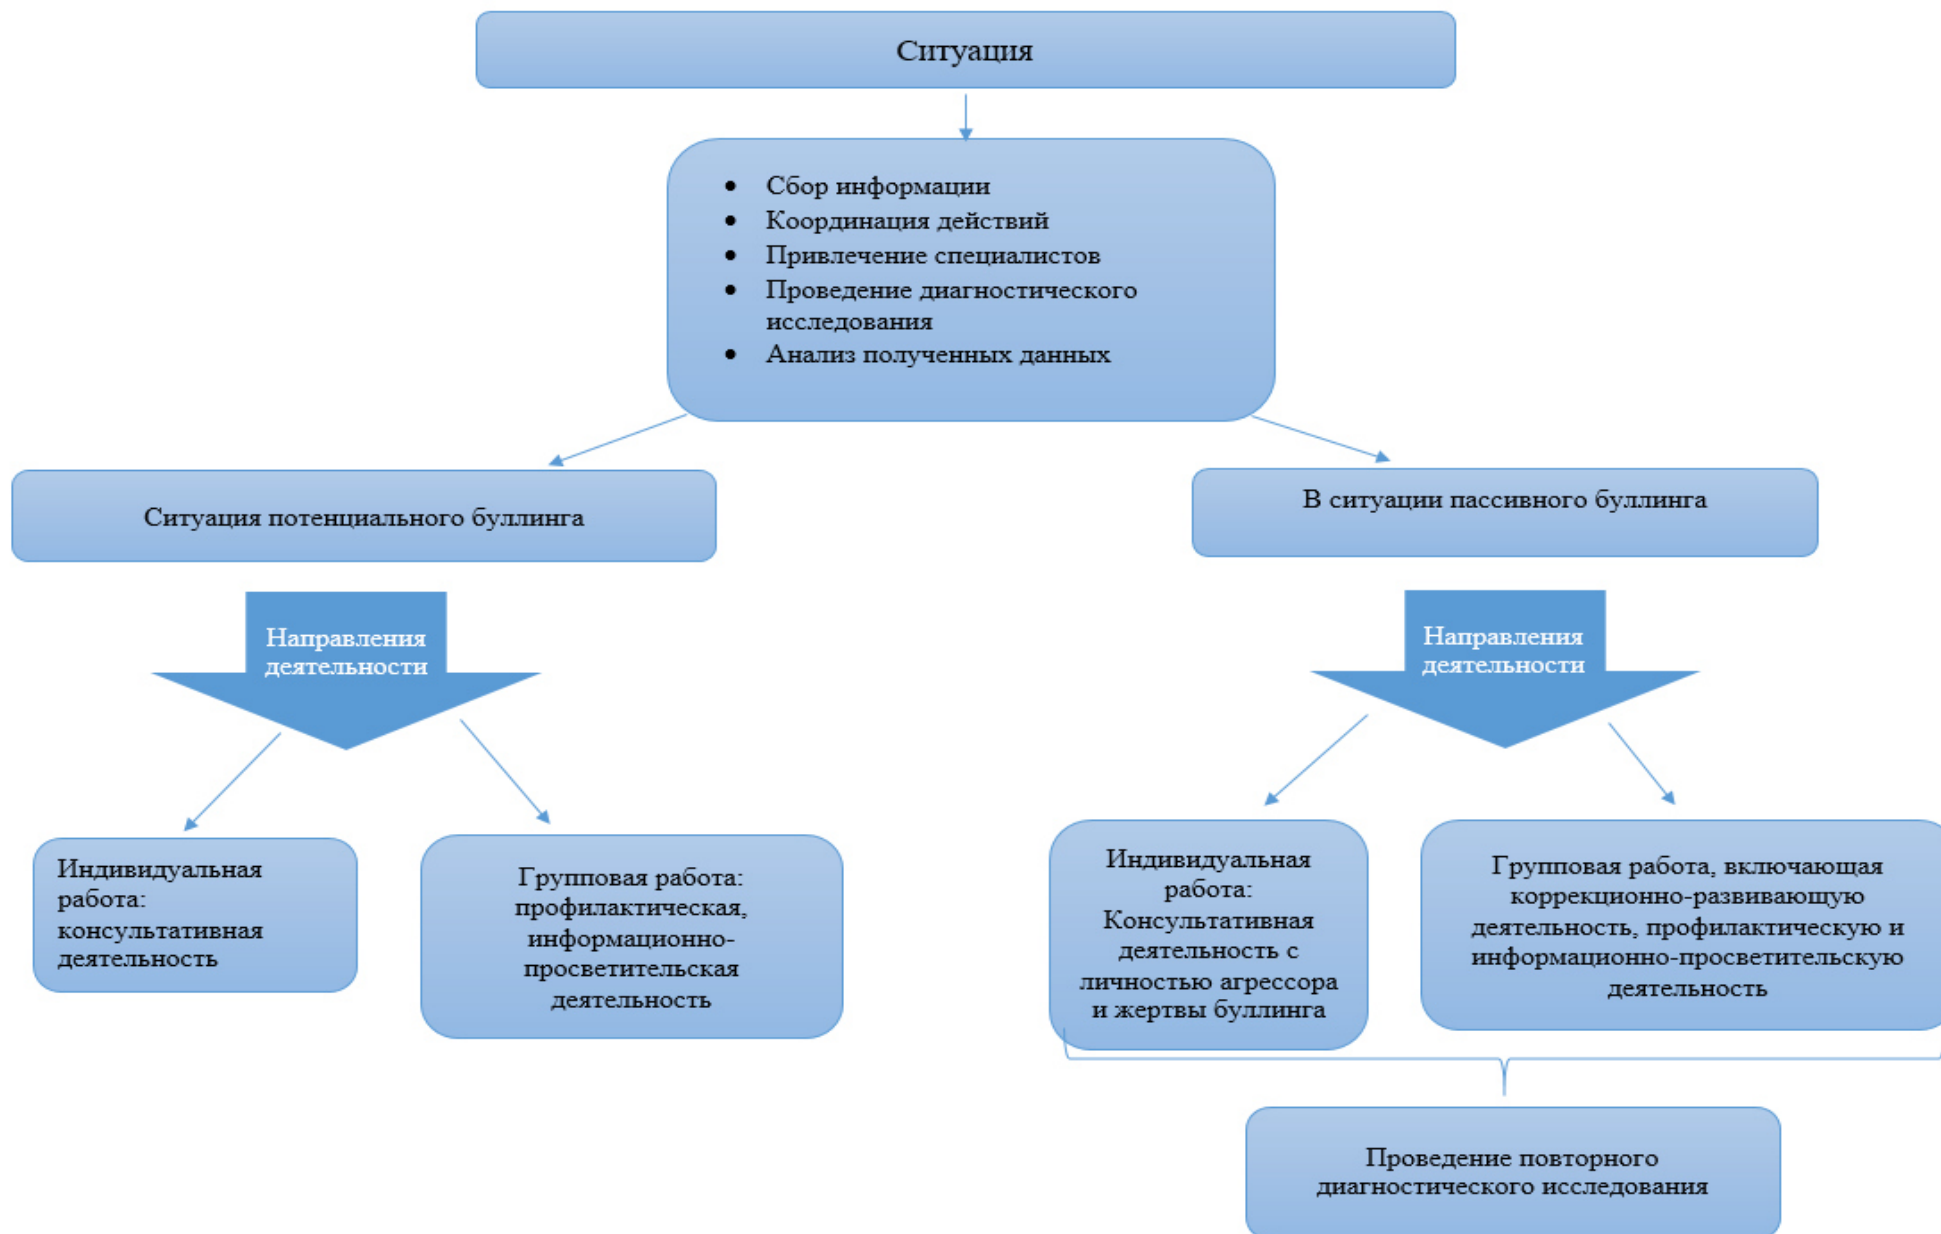 Ситуация
• Сбор информации
• Координация действий
• Привлечение специалистов
• Проведение диагностического
исследования
• Анализ полученных данных
Ситуация потенциального буллинга
В ситуации пассивного буллинга
Направления
деятельности
Направления
деятельности
Индивидуальная
работа:
консультативная
деятельность
Групповая работа:
профилактическая,
информационно-
просветительская
деятельность
Индивидуальная
работа:
Консультативная
деятельность с
личностью агрессора
и жертвы буллинга
Групповая работа, включающая
коррекционно-развивающую
деятельность, профилактическую и
информационно-просветительскую
деятельность
Проведение повторного
диагностического исследования